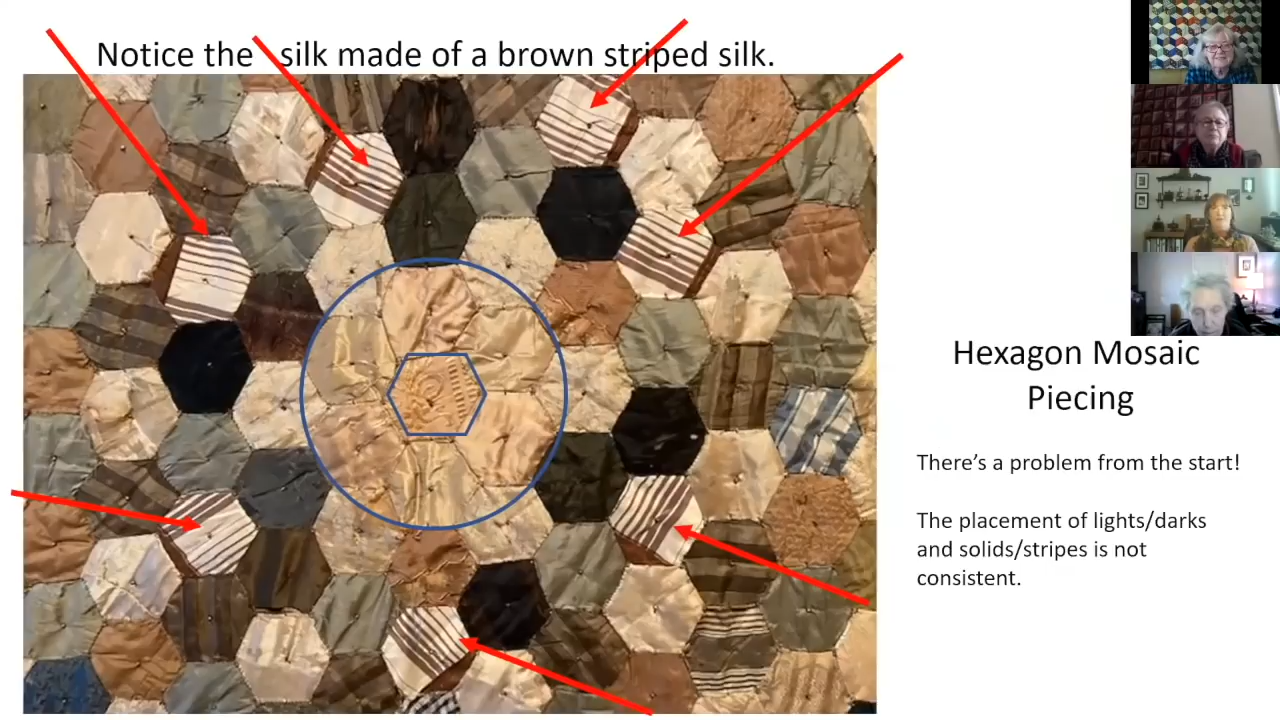 Notice the   silk made of a brown striped silk.
Hexagon Mosaic
Piecing
There’s a problem from the start!
The placement of lights/darks
and solids/stripes is not
consistent.